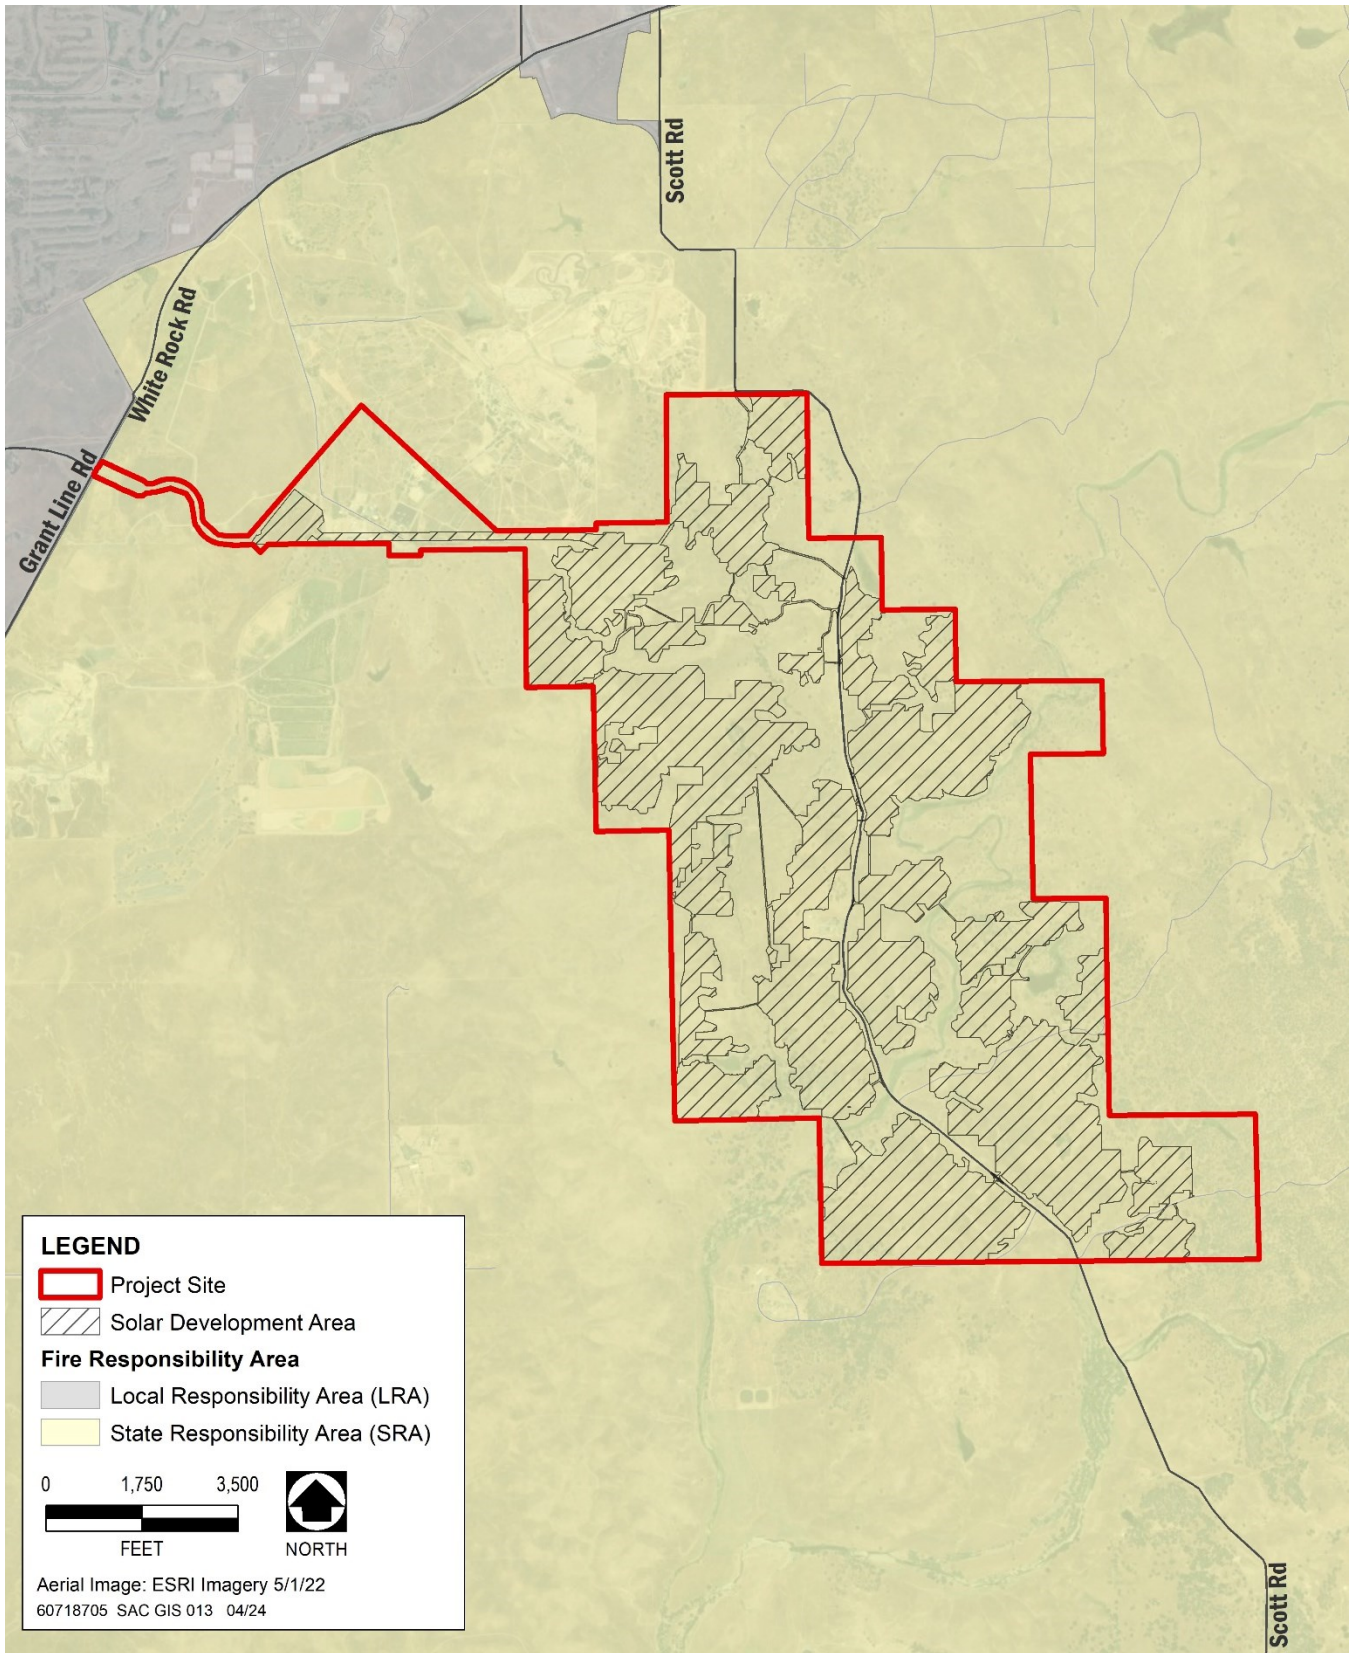 Scott Rd
White Rock Rd
Grant Line Rd
LEGEND
Project Site
Solar Development Area
Fire Responsibility Area
Local Responsibility Area (LRA)
State Responsibility Area (SRA)
0 1,750 3,500
FEET
NORTH
Aerial Image: ESRI Imagery 5/1/22
60718705 SAC GIS 013 04/24
Scott Rd